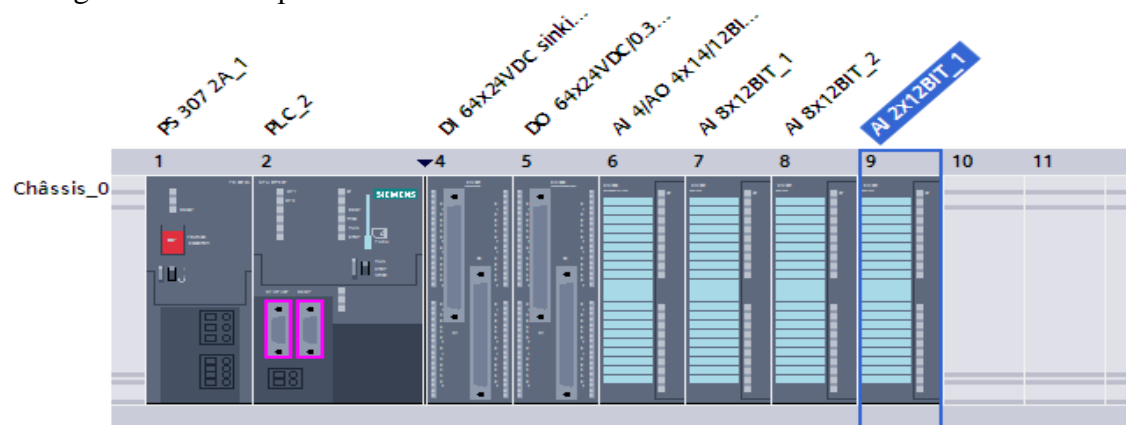 PS 307 2A_1
PLC_2
DI 64x24VDC sinki...
DO 64x24VDC/0.3...
AI 4/AO 4x14/12BI...
AI 8x12BIT_1
AI 8x12BIT_2
AI 2x12BIT_1
1 2 4 5 6 7 8 9 10 11
Châssis_0
SIEMENS